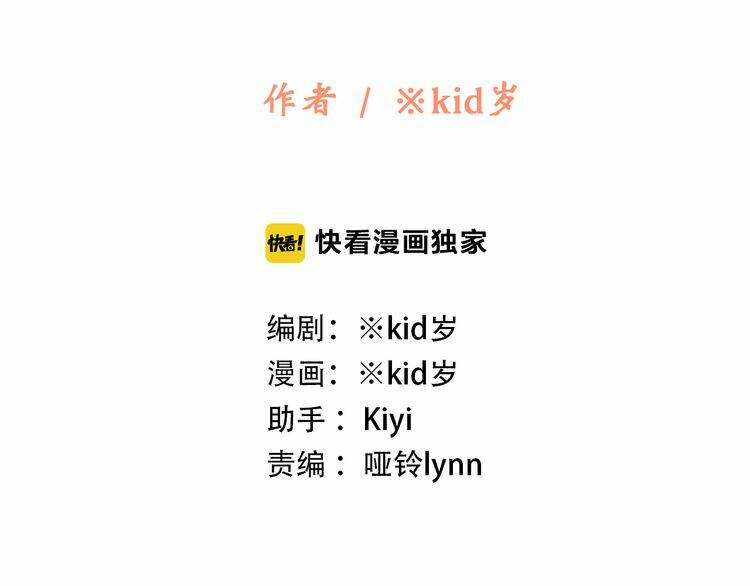 作者 / ※kid岁
快看! 快看漫画独家
编剧：※kid岁
漫画：※kid岁
助手：Kiyi
责编：哑铃lynn